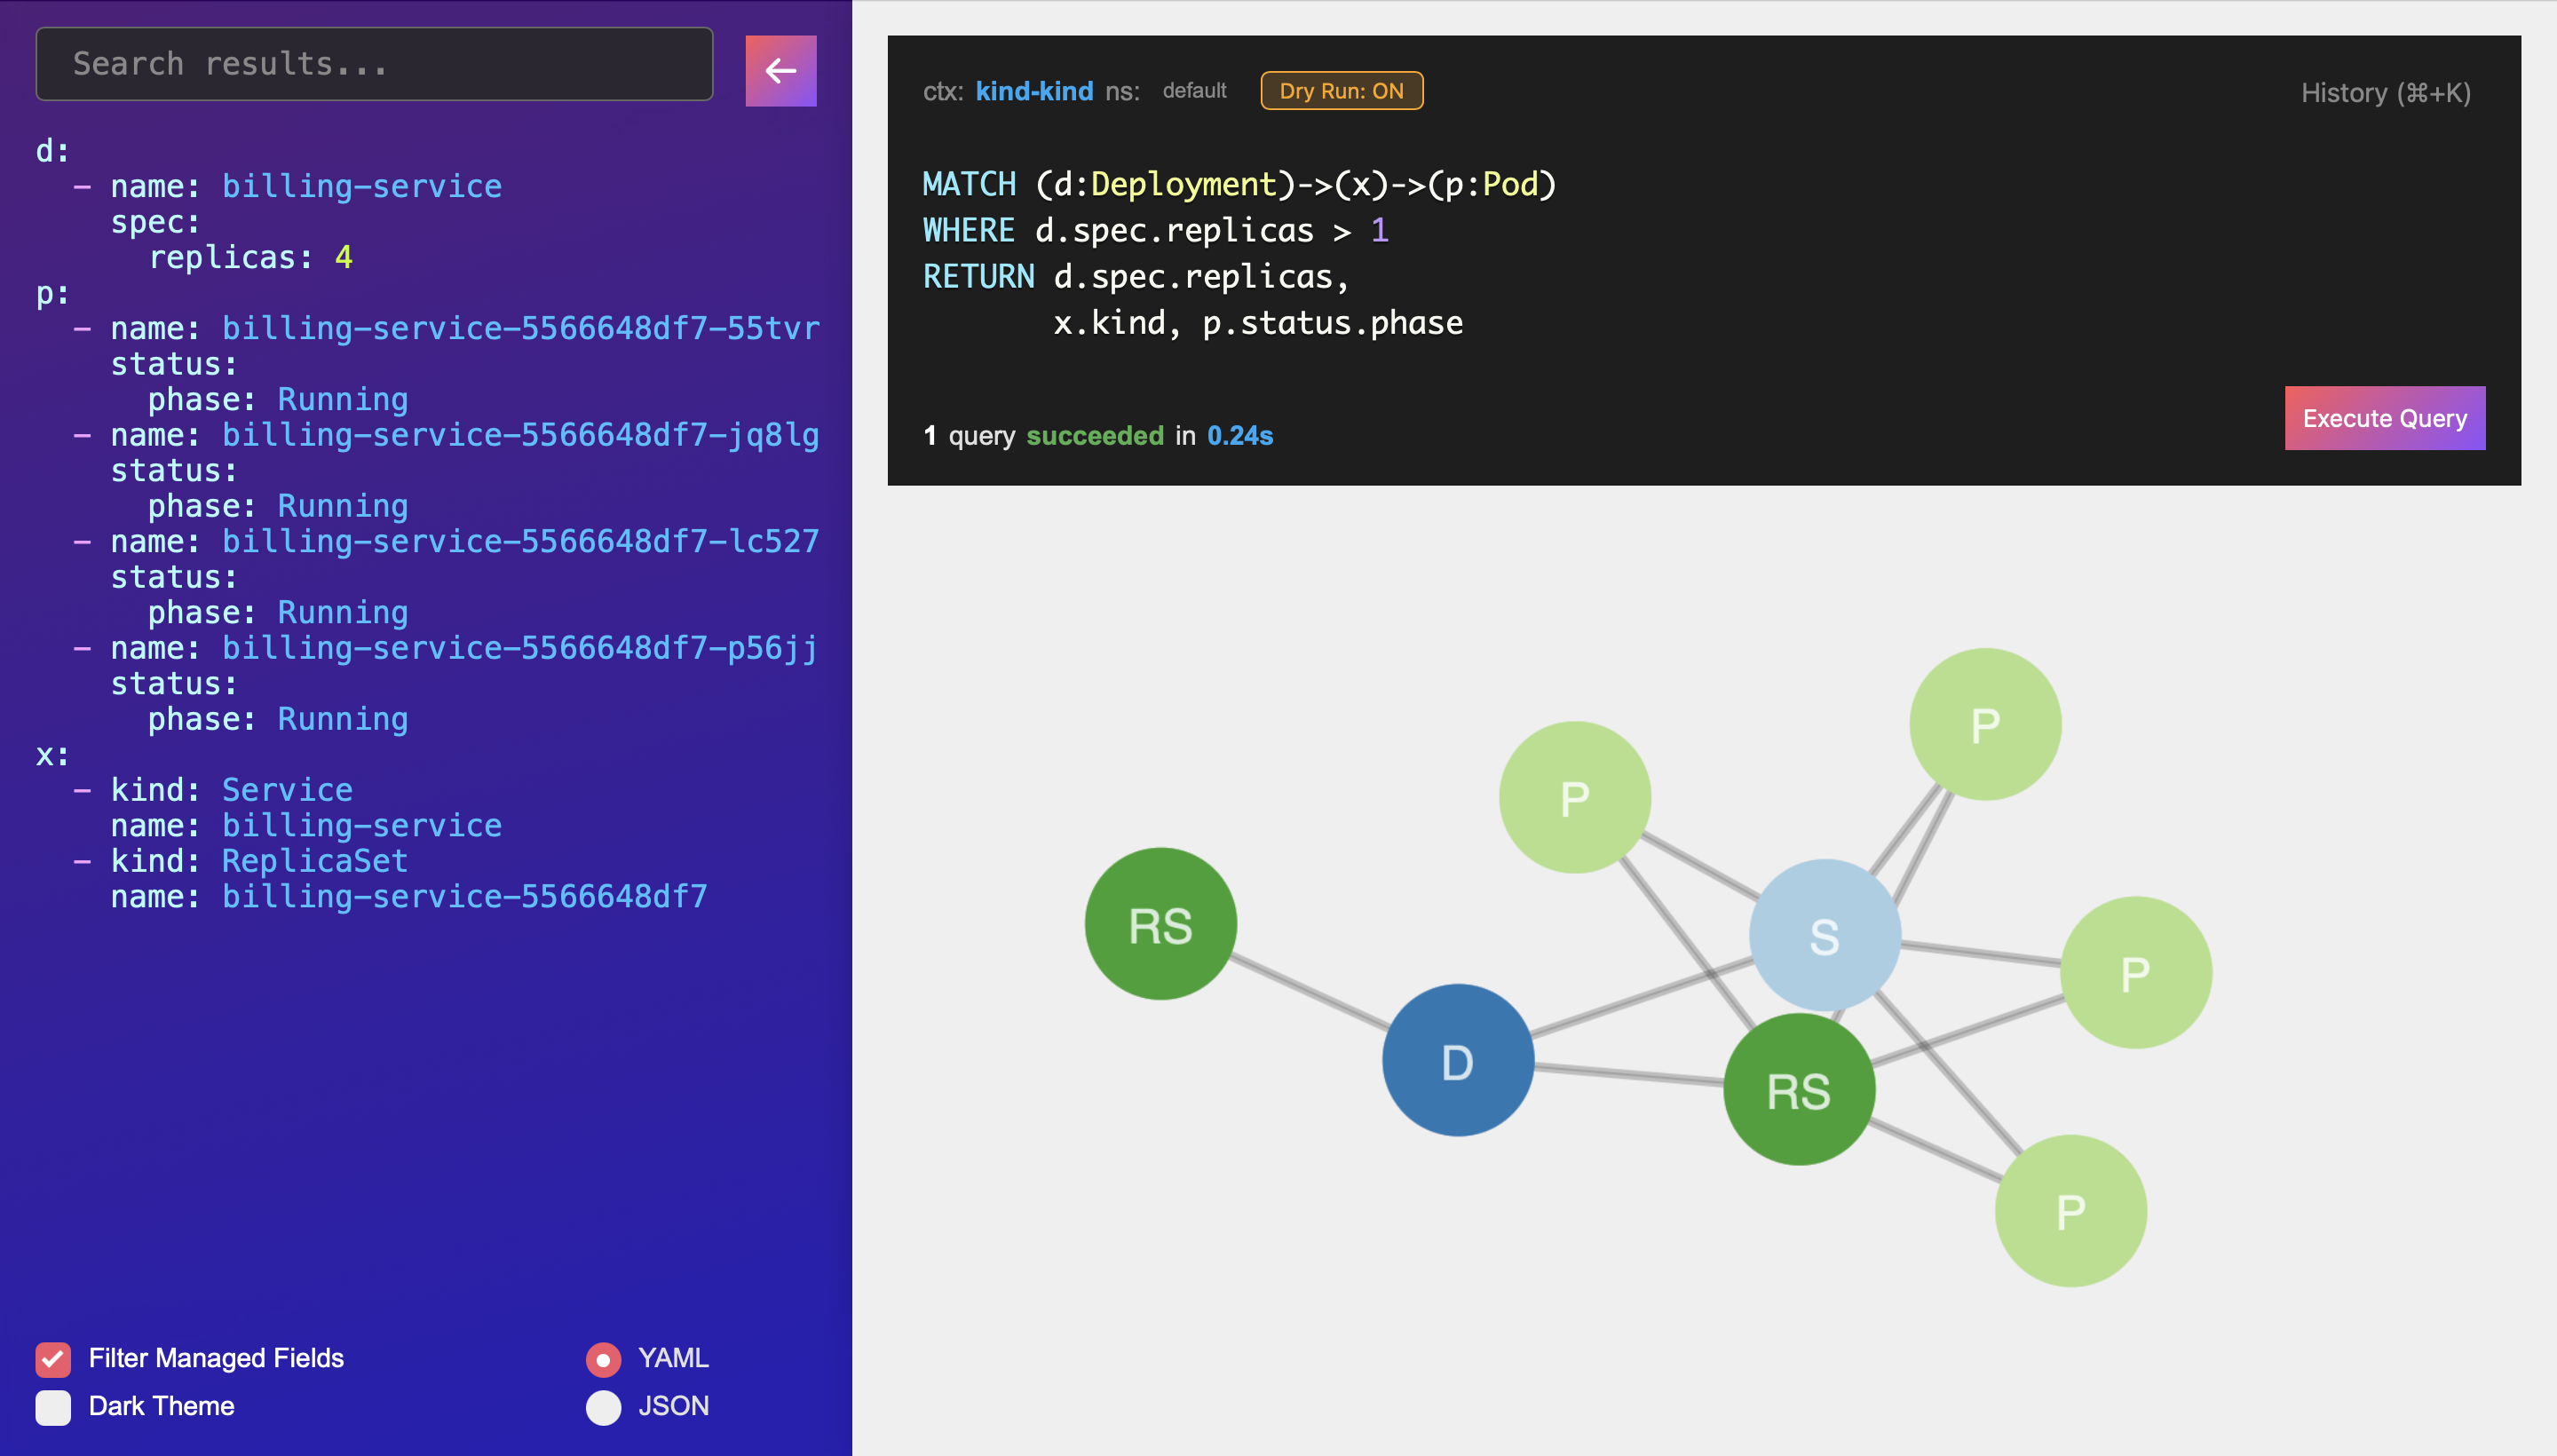 Search results...
←
d:
- name: billing-service
spec:
replicas: 4
p:
- name: billing-service-5566648df7-55tvr
status:
phase: Running
- name: billing-service-5566648df7-jq8lg
status:
phase: Running
- name: billing-service-5566648df7-lc527
status:
phase: Running
- name: billing-service-5566648df7-p56jj
status:
phase: Running
x:
- kind: Service
name: billing-service
- kind: ReplicaSet
name: billing-service-5566648df7
Filter Managed Fields
YAML
Dark Theme
JSON
ctx: kind-kind ns: default Dry Run: ON
History (⌘+K)
MATCH (d:Deployment)->(x)->(p:Pod)
WHERE d.spec.replicas > 1
RETURN d.spec.replicas,
x.kind, p.status.phase
Execute Query
1 query succeeded in 0.24s
P
P
RS
S
P
D
RS
P